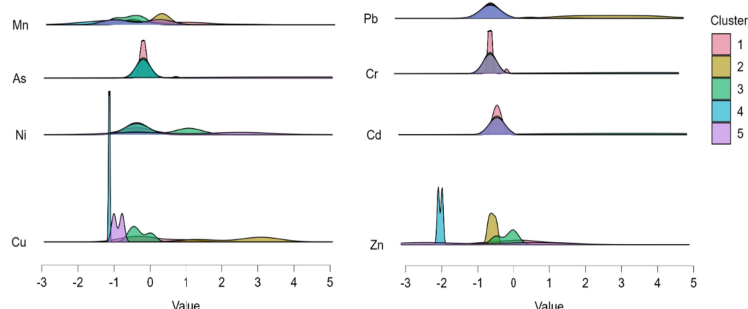 Mn
As
Ni
Cu
-3 -2 -1 0 1 2 3 4 5
Value
Pb
Cr
Cd
Zn
-3 -2 -1 0 1 2 3 4 5
Value
Cluster
1
2
3
4
5